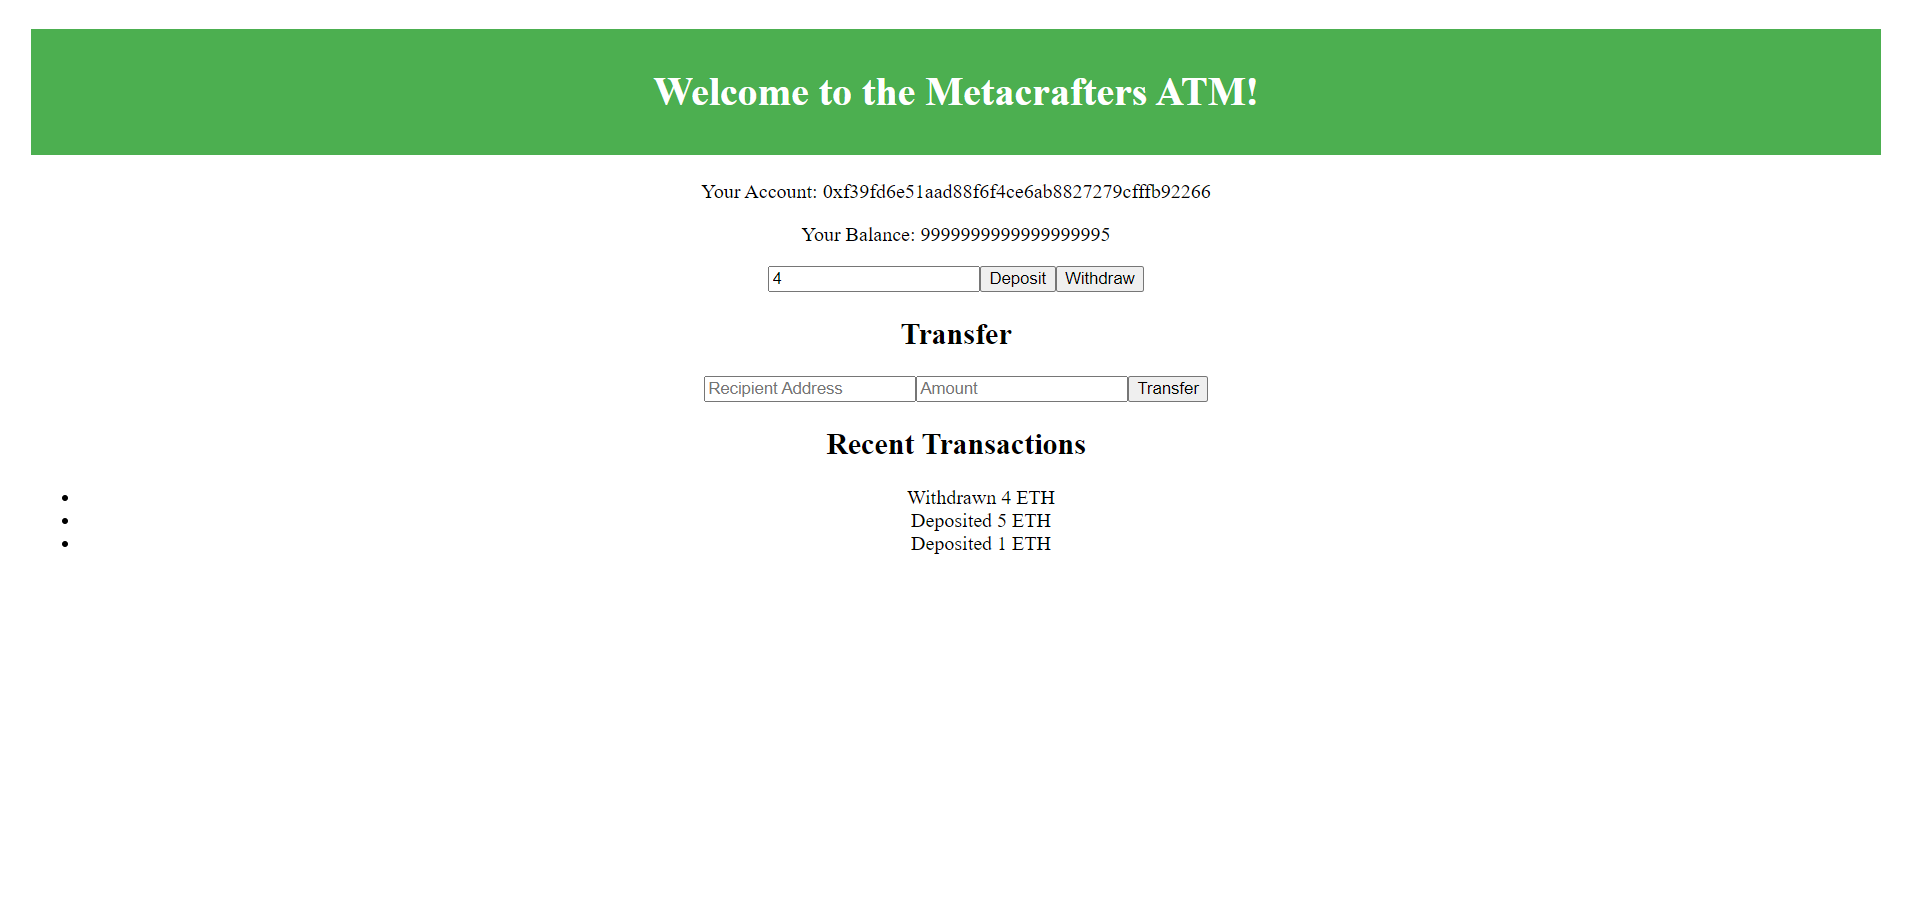 Welcome to the Metacrafters ATM!
Your Account: 0xf39fd6e51aad88f6f4ce6ab8827279cfffb92266
Your Balance: 9999999999999999995
4 Deposit Withdraw
Transfer
Recipient Address Amount Transfer
Recent Transactions
• Withdrawn 4 ETH
• Deposited 5 ETH
• Deposited 1 ETH